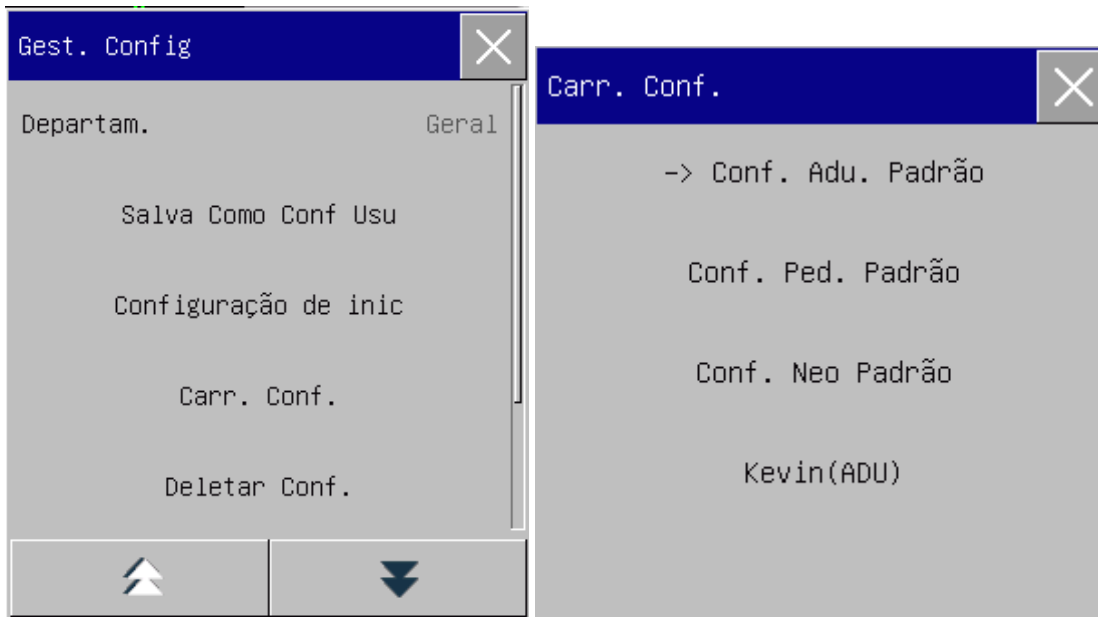 Gest. Config
Departam. Geral
Salva Como Conf Usu
Configuração de inic
Carr. Conf.
Deletar Conf.
Carr. Conf.
-> Conf. Adu. Padrão
Conf. Ped. Padrão
Conf. Neo Padrão
Kevin(ADU)